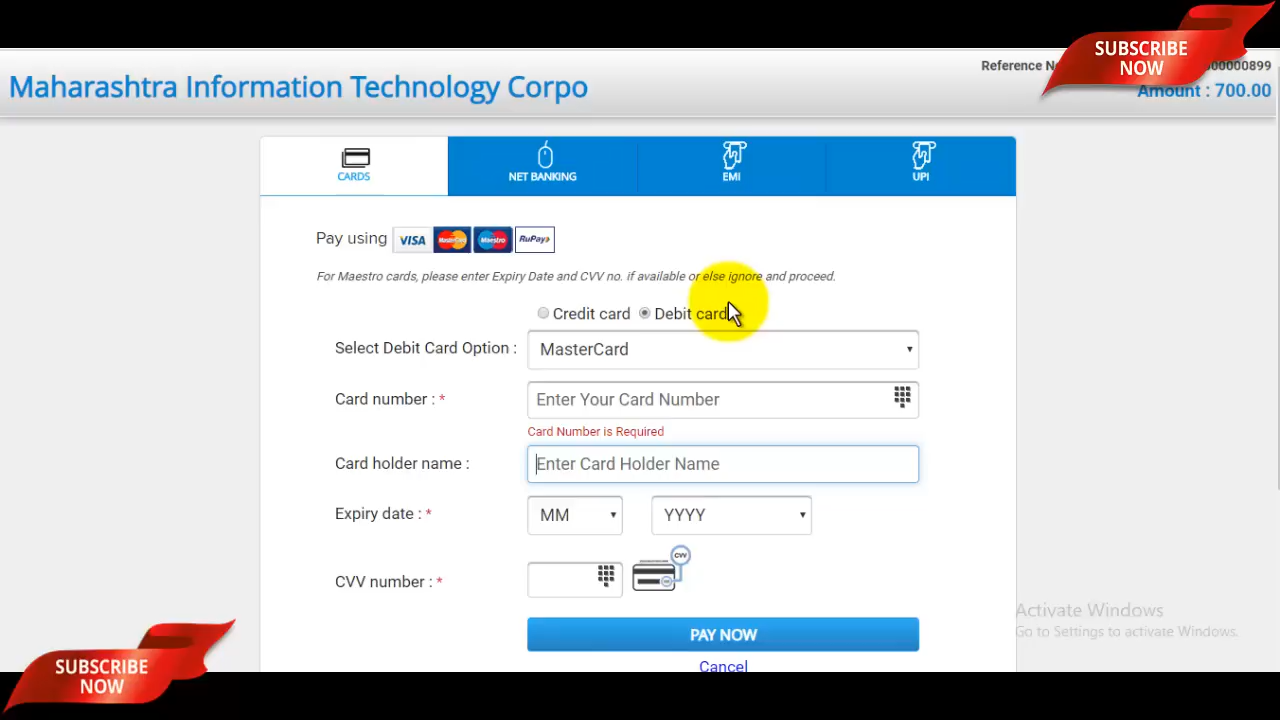 SUBSCRIBE
NOW
Reference N 00000899
Maharashtra Information Technology Corpo
Amount : 700.00
CARDS
NET BANKING
EMI
UPI
Pay using VISA MasterCard Maestro RuPay
For Maestro cards, please enter Expiry Date and CVV no. if available or else ignore and proceed.
Credit card Debit card
Select Debit Card Option : MasterCard
Card number : * Enter Your Card Number
Card Number is Required
Card holder name : Enter Card Holder Name
Expiry date : * MM YYYY
CVV
CVV number : *
Activate Windows
Go to Settings to activate Windows.
PAY NOW
Cancel
SUBSCRIBE
NOW